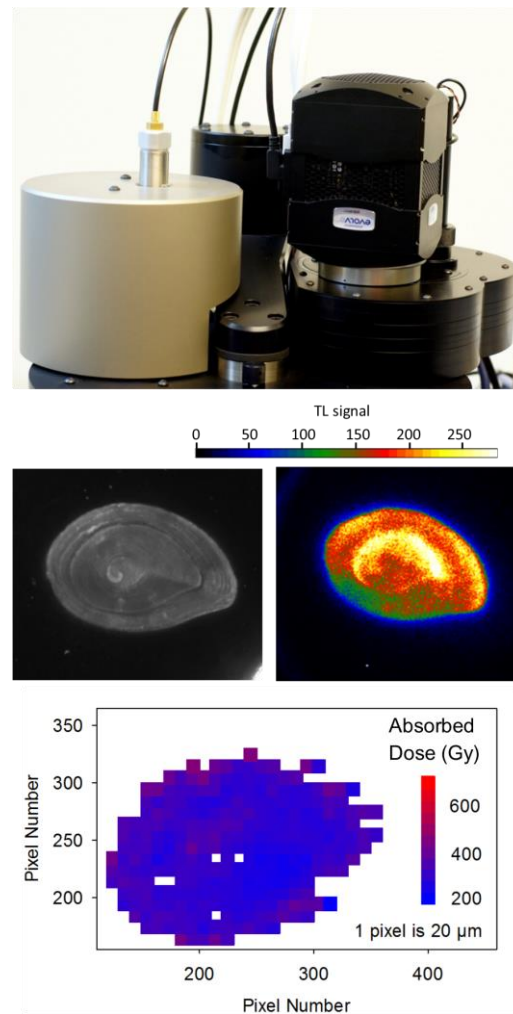 evolve
TL signal
0 50 100 150 200 250
350
300
250
200
Pixel Number
Absorbed
Dose (Gy)
600
400
200
1 pixel is 20 μm
200 300 400
Pixel Number